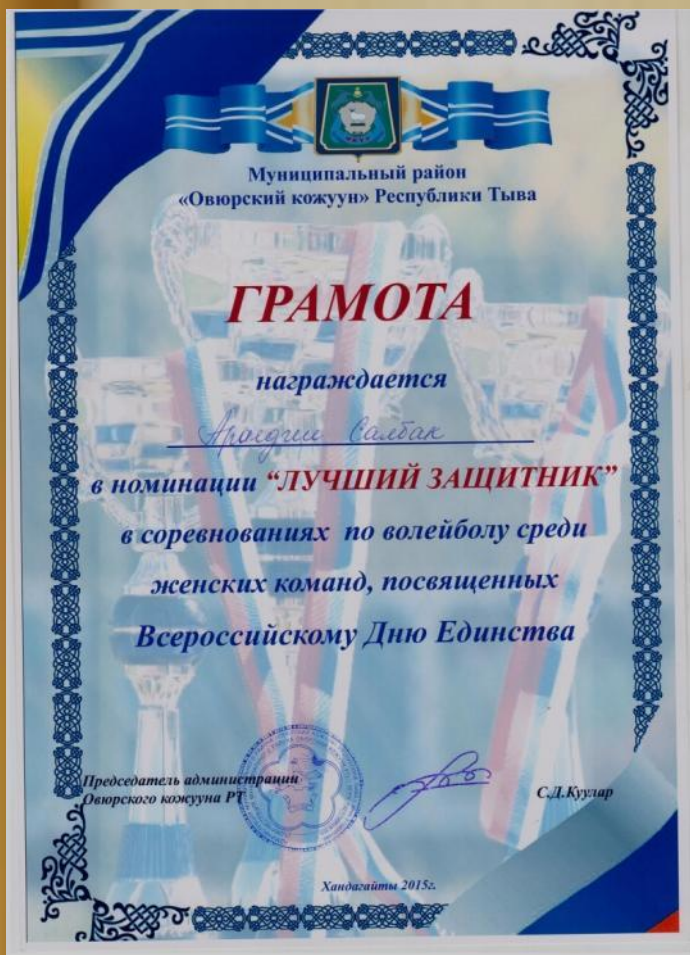 Муниципальный район
«Овюрский кожуун» Республики Тыва
ГРАМОТА
награждается
Салбак
в номинации “ЛУЧШИЙ ЗАЩИТНИК”
в соревнованиях по волейболу среди
женских команд, посвященных
Всероссийскому Дню Единства
Председатель администрации
Овюрского кожууна РТ
С.Д.Куулар
Хандагайты 2015г.